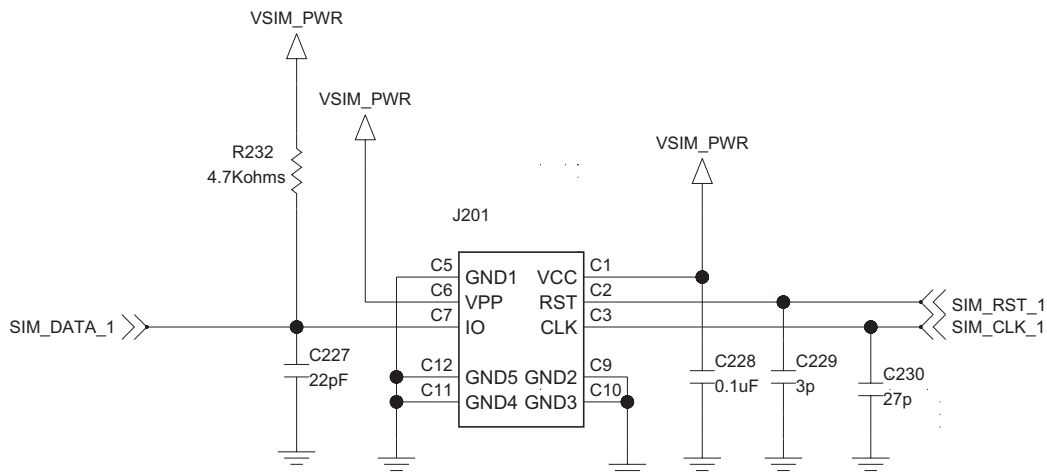 VSIM_PWR
VSIM_PWR
VSIM_PWR
R232
4.7Kohms
J201
C5 GND1 VCC C1
C6 VPP RST C2
C7 IO CLK C3
SIM_DATA_1
SIM_RST_1
SIM_CLK_1
C12 GND5 GND2 C9
C11 GND4 GND3 C10
C227
22pF
C228
0.1uF
C229
3p
C230
27p